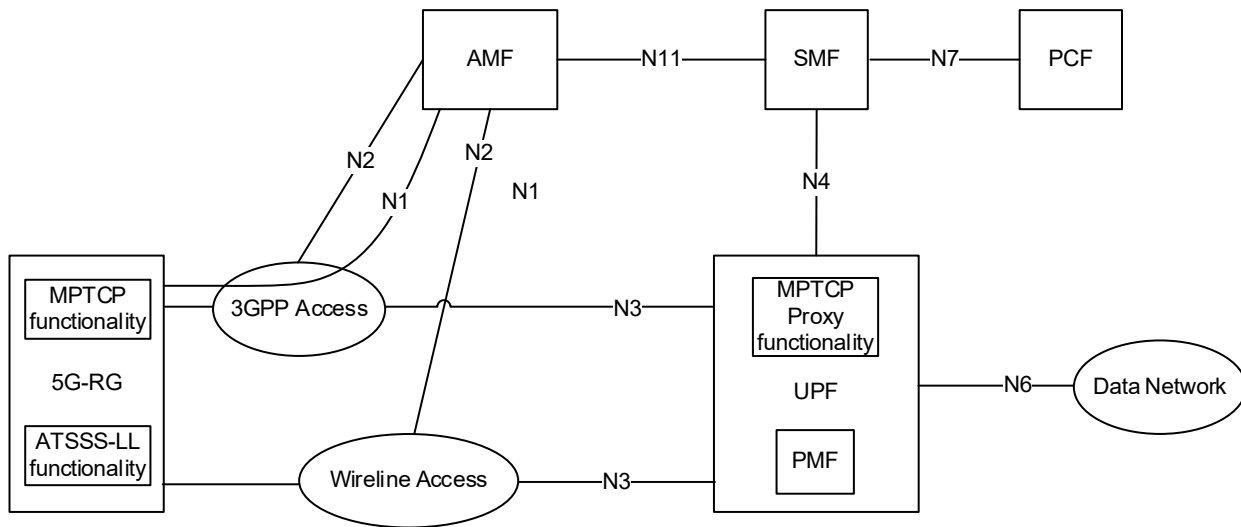 AMF
N11
SMF
N7
PCF
N2
N2
N1
N1
N4
MPTCP
functionality
3GPP Access
N3
MPTCP
Proxy
functionality
5G-RG
UPF
N6
Data Network
ATSSS-LL
functionality
Wireline Access
N3
PMF